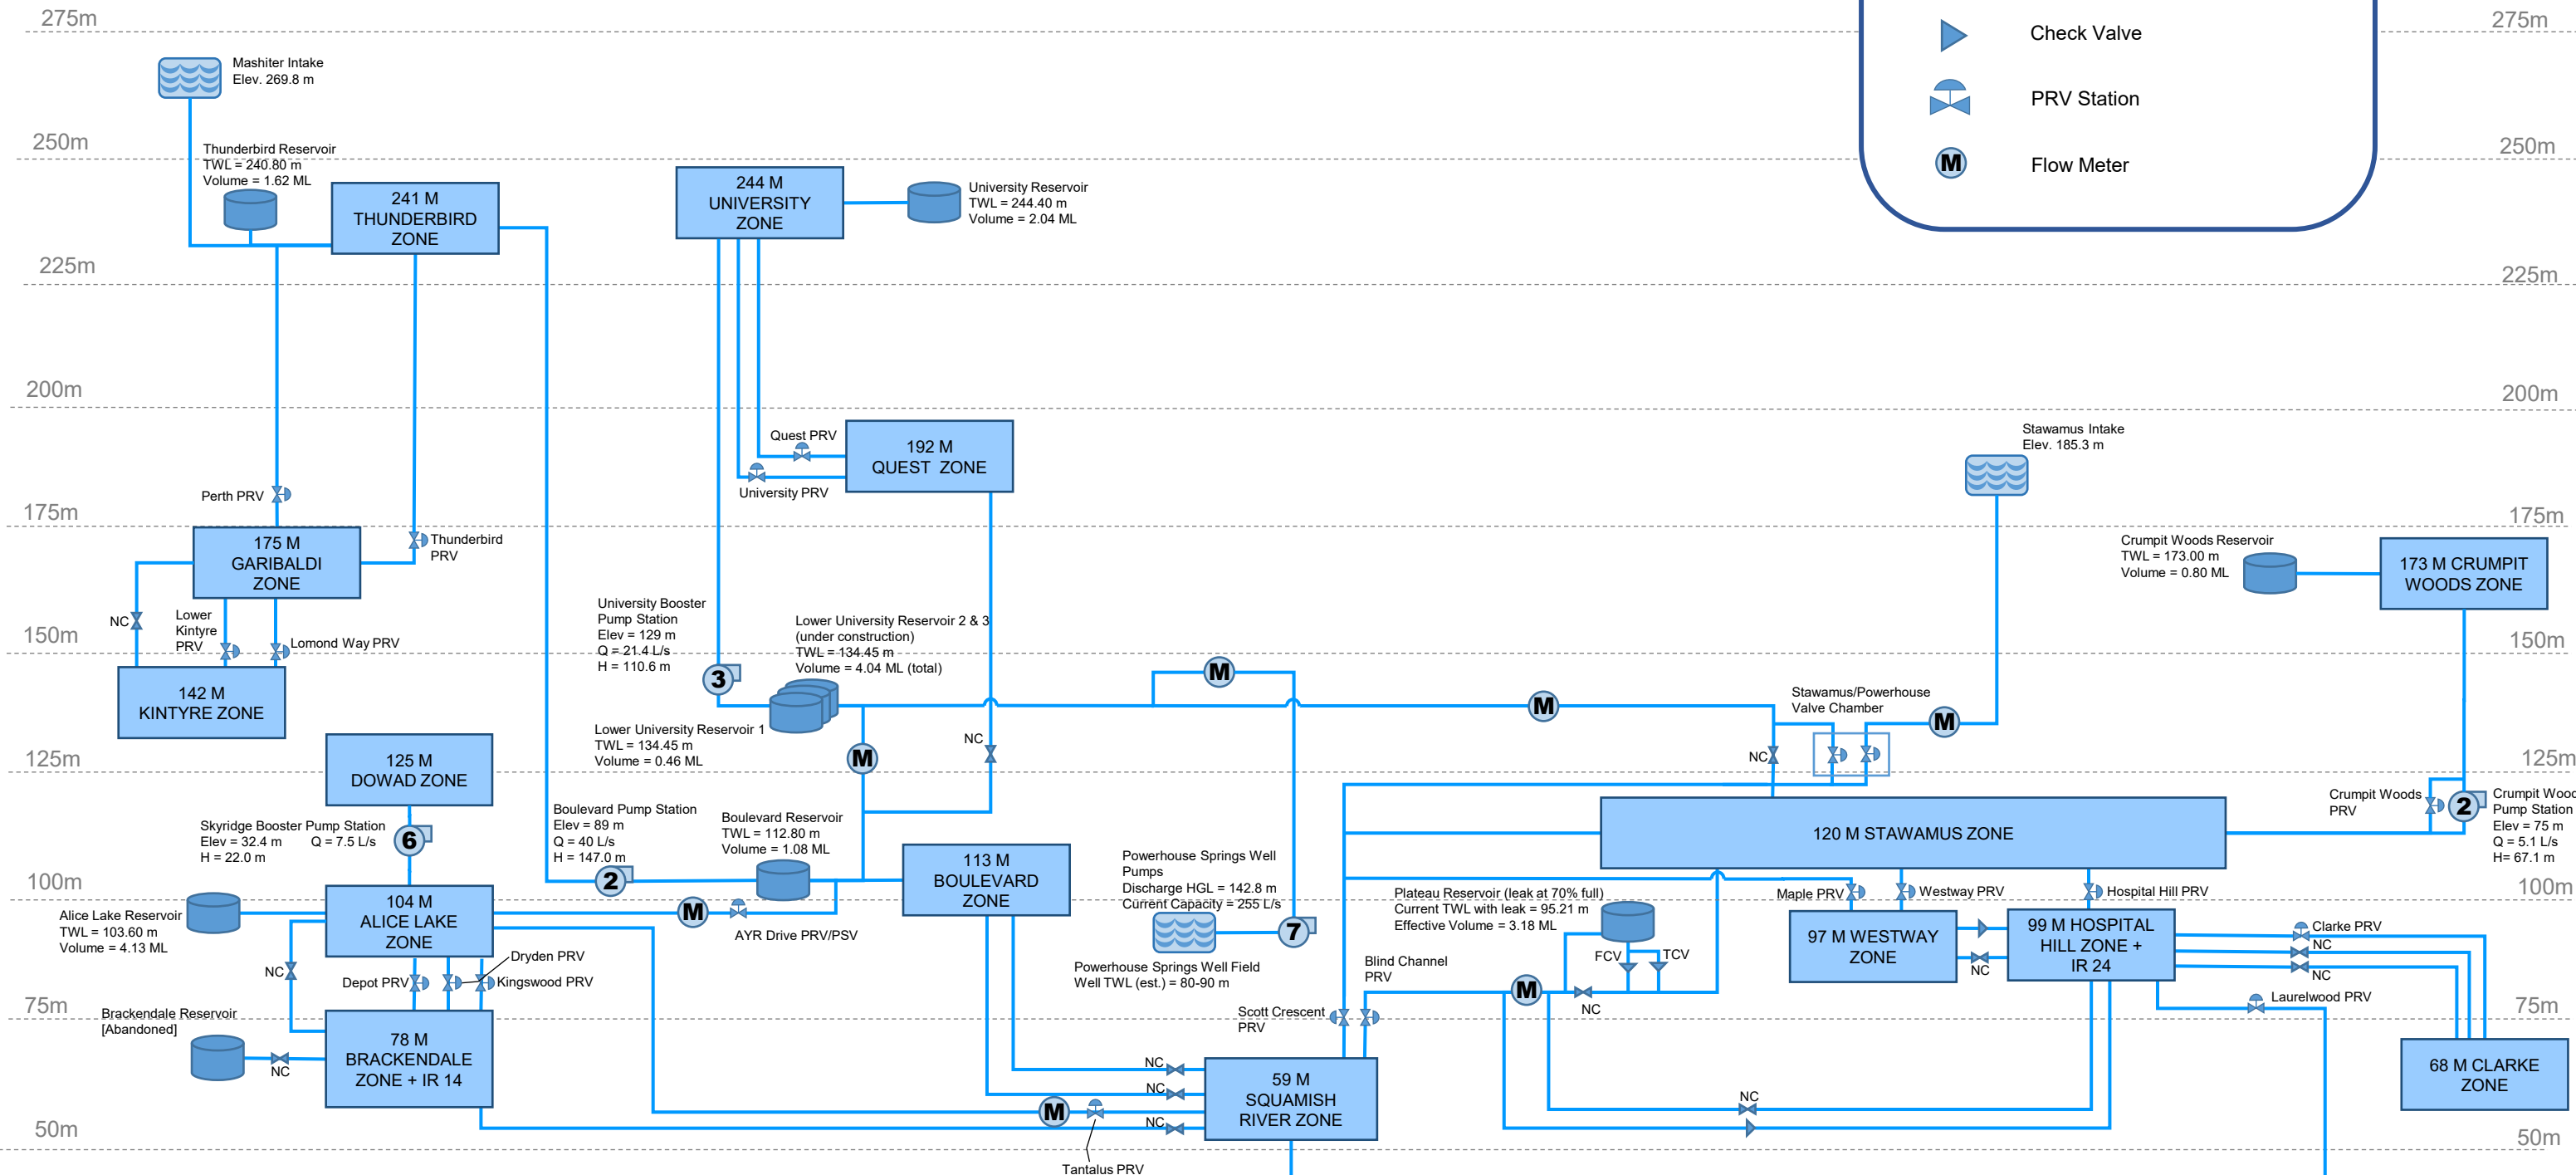 275m
275m
Check Valve
Mashiter Intake
Elev. 269.8 m
PRV Station
250m
250m
Thunderbird Reservoir
TWL = 240.80 m
Volume = 1.62 ML
M
Flow Meter
241 M
THUNDERBIRD
ZONE
244 M
UNIVERSITY
ZONE
University Reservoir
TWL = 244.40 m
Volume = 2.04 ML
225m
225m
200m
200m
Quest PRV
192 M
QUEST ZONE
University PRV
Stawamus Intake
Elev. 185.3 m
Perth PRV
175m
175m
Thunderbird
PRV
175 M
GARIBALDI
ZONE
Crumpit Woods Reservoir
TWL = 173.00 m
Volume = 0.80 ML
173 M CRUMPIT
WOODS ZONE
NC
Lower
Kintyre
PRV
Lomond Way PRV
University Booster
Pump Station
Elev = 129 m
Q = 21.4 L/s
H = 110.6 m
Lower University Reservoir 2 & 3
(under construction)
TWL = 134.45 m
Volume = 4.04 ML (total)
150m
150m
3
M
M
142 M
KINTYRE ZONE
Stawamus/Powerhouse
Valve Chamber
M
Lower University Reservoir 1
TWL = 134.45 m
Volume = 0.46 ML
M
NC
NC
125m
125m
125 M
DOWAD ZONE
Skyridge Booster Pump Station
Elev = 32.4 m Q = 7.5 L/s
H = 22.0 m
6
Boulevard Pump Station
Elev = 89 m
Q = 40 L/s
H = 147.0 m
2
Boulevard Reservoir
TWL = 112.80 m
Volume = 1.08 ML
120 M STAWAMUS ZONE
Crumpit Woods
PRV
2
Pump Station
Elev = 75 m
Q = 5.1 L/s
H= 67.1 m
113 M
BOULEVARD
ZONE
Powerhouse Springs Well
Pumps
Discharge HGL = 142.8 m
Current Capacity = 255 L/s
7
Powerhouse Springs Well Field
Well TWL (est.) = 80-90 m
100m
100m
Alice Lake Reservoir
TWL = 103.60 m
Volume = 4.13 ML
104 M
ALICE LAKE
ZONE
M
AYR Drive PRV/PSV
Plateau Reservoir (leak at 70% full)
Current TWL with leak = 95.21 m
Effective Volume = 3.18 ML
FCV
TCV
Maple PRV
Westway PRV
Hospital Hill PRV
97 M WESTWAY
ZONE
NC
99 M HOSPITAL
HILL ZONE +
IR 24
Clarke PRV
NC
NC
Laurelwood PRV
NC
Depot PRV
Dryden PRV
Kingswood PRV
Blind Channel
PRV
M
NC
Scott Crescent
PRV
75m
75m
Brackendale Reservoir
[Abandoned]
NC
78 M
BRACKENDALE
ZONE + IR 14
NC
NC
M
NC
Tantalus PRV
59 M
SQUAMISH
RIVER ZONE
NC
68 M CLARKE
ZONE
50m
50m